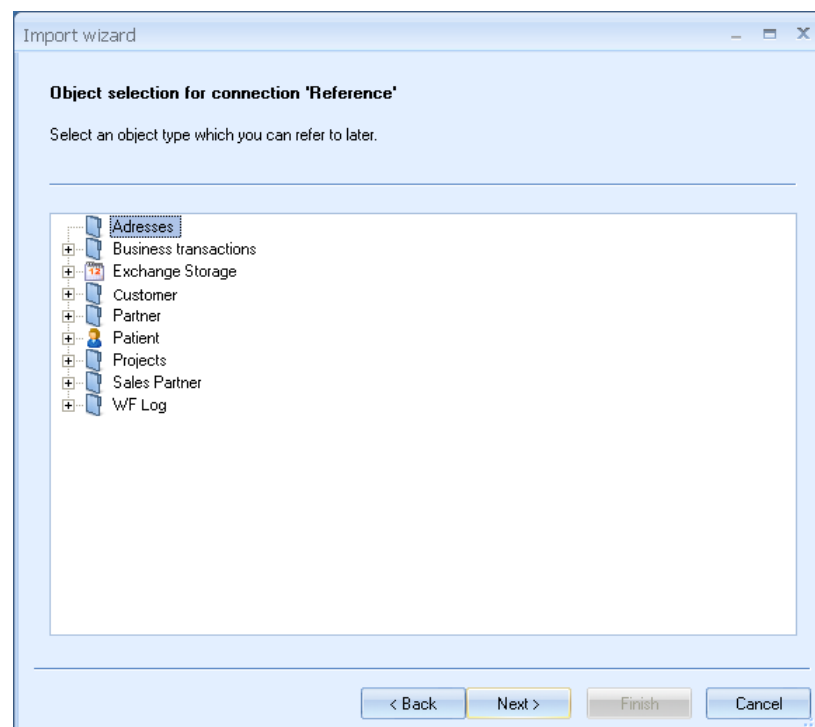 Import wizard
Object selection for connection 'Reference'
Select an object type which you can refer to later.
Adresses
Business transactions
12
Exchange Storage
Customer
Partner
Patient
Projects
Sales Partner
WF Log
< Back
Next >
Finish
Cancel